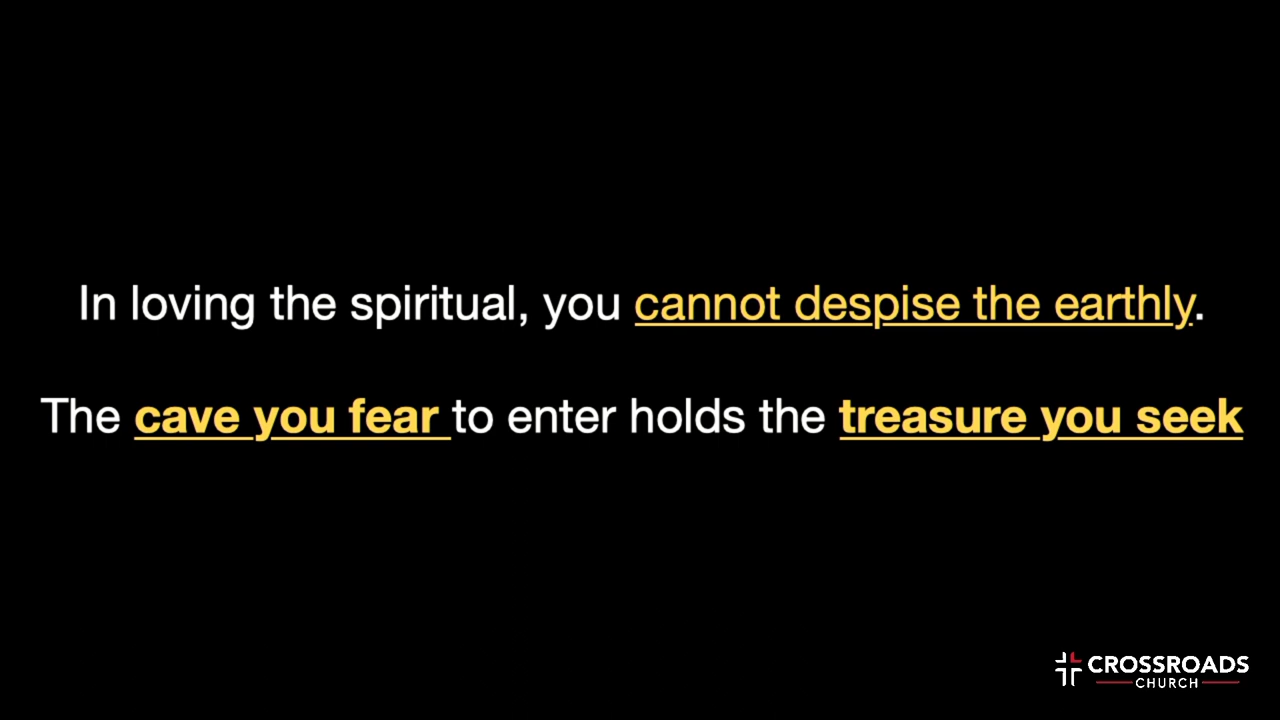 In loving the spiritual, you cannot despise the earthly.
The cave you fear to enter holds the treasure you seek
CROSSROADS
CHURCH